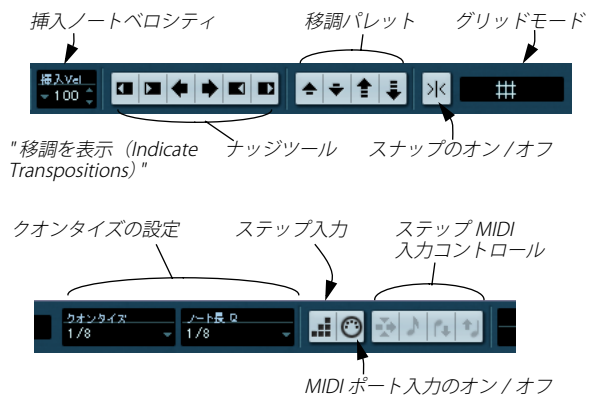 挿入ノートベロシティ
移調パレット
グリッドモード
挿入Vel
100
"移調を表示（Indicate
Transpositions）"
ナッジツール
スナップのオン / オフ
クオンタイズの設定
ステップ入力
ステップ MIDI
入力コントロール
クオンタイズ
ノート長 Q
1/8
1/8
MIDI ポート入力のオン / オフ